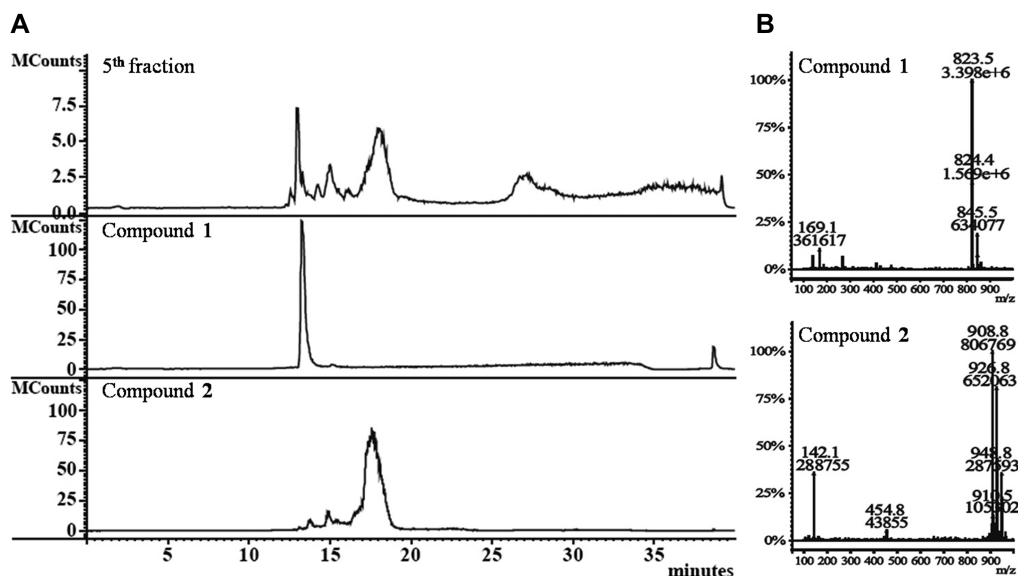 A
MCounts
5th fraction
7.5
5.0
2.5
0.0
MCounts
Compound 1
100
75
50
25
0
MCounts
Compound 2
100
75
50
25
0
5 10 15 20 25 30 35
minutes
B
Compound 1
823.5
3.398e+6
100%
75%
824.4
1.569e+6
50%
845.5
634077
25%
169.1
361617
0%
100 200 300 400 500 600 700 800 900
m/z
Compound 2
908.8
806769
100%
926.8
652063
75%
50%
142.1
288755
948.8
287593
910.5
105302
25%
454.8
43855
0%
100 200 300 400 500 600 700 800 900
m/z